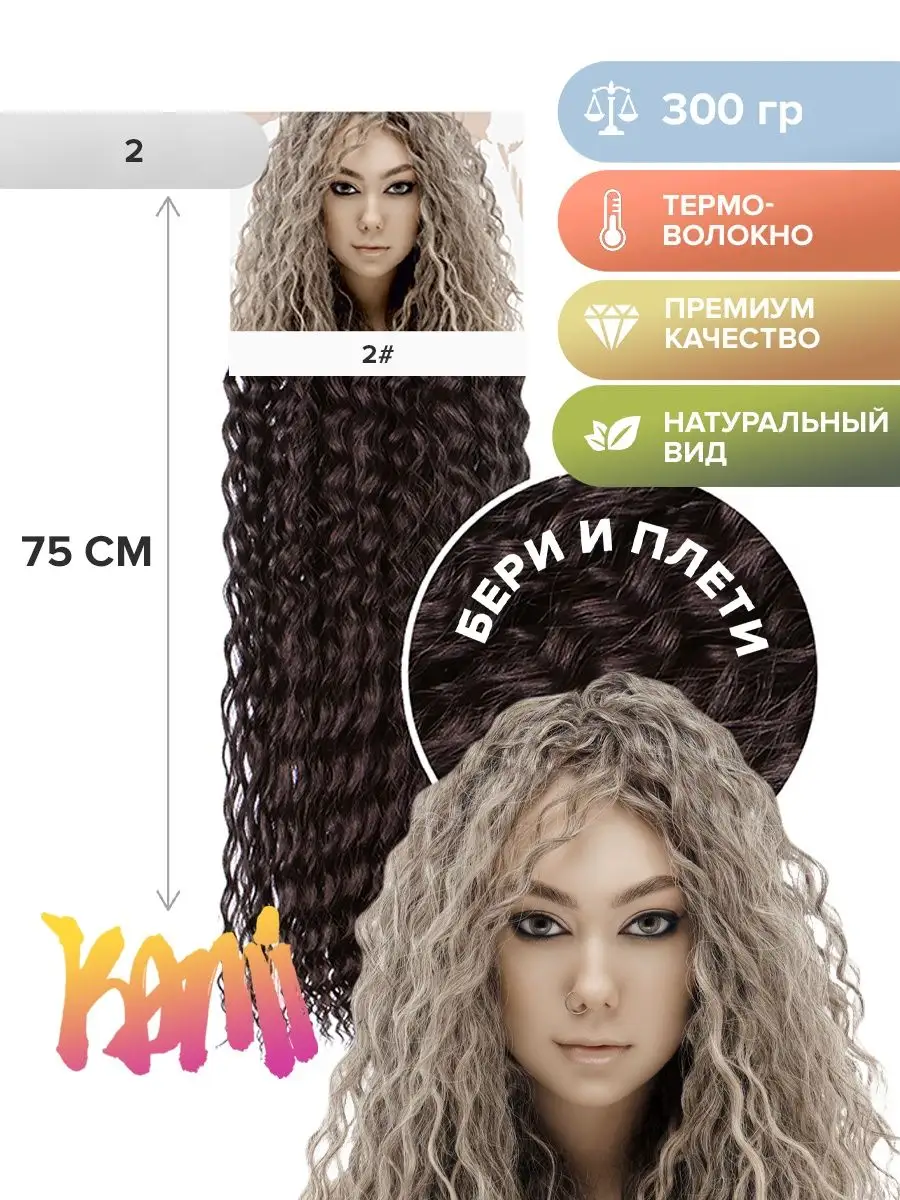 300 гр
2
ТЕРМО-
ВОЛОКНО
ПРЕМИУМ
КАЧЕСТВО
2#
НАТУРАЛЬНЫЙ
ВИД
75 СМ
БЕРИ И ПЛЕТИ
Kanii